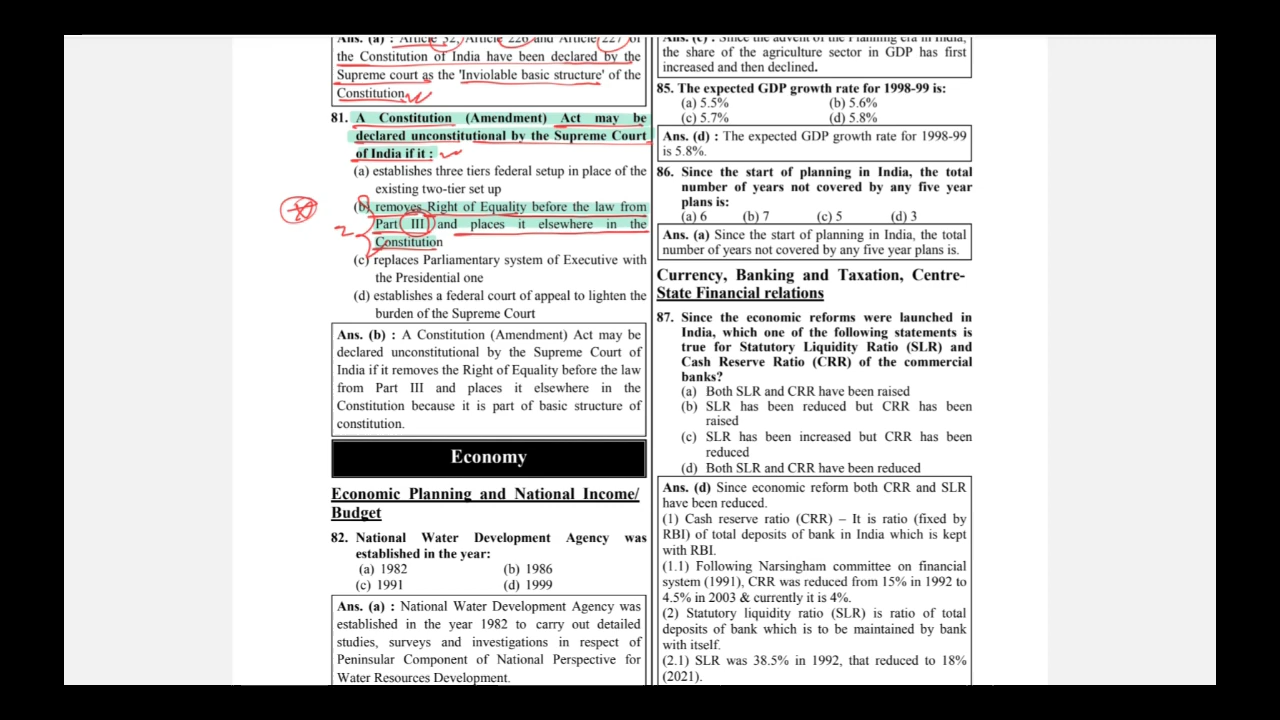 Ans. (a) : Article 32, Article 226 and Article 227 of
the Constitution of India have been declared by the
Supreme court as the 'Inviolable basic structure' of the
Constitution.
81. A Constitution (Amendment) Act may be
declared unconstitutional by the Supreme Court
of India if it :
(a) establishes three tiers federal setup in place of the
existing two-tier set up
(b) removes Right of Equality before the law from
Part III and places it elsewhere in the
Constitution
(c) replaces Parliamentary system of Executive with
the Presidential one
(d) establishes a federal court of appeal to lighten the
burden of the Supreme Court
Ans. (b) : A Constitution (Amendment) Act may be
declared unconstitutional by the Supreme Court of
India if it removes the Right of Equality before the law
from Part III and places it elsewhere in the
Constitution because it is part of basic structure of
constitution.
Economy
Economic Planning and National Income/
Budget
82. National Water Development Agency was
established in the year:
(a) 1982 (b) 1986
(c) 1991 (d) 1999
Ans. (a) : National Water Development Agency was
established in the year 1982 to carry out detailed
studies, surveys and investigations in respect of
Peninsular Component of National Perspective for
Water Resources Development.
Ans. (c) : Since the advent of the Planning era in India,
the share of the agriculture sector in GDP has first
increased and then declined.
85. The expected GDP growth rate for 1998-99 is:
(a) 5.5% (b) 5.6%
(c) 5.7% (d) 5.8%
Ans. (d) : The expected GDP growth rate for 1998-99
is 5.8%.
86. Since the start of planning in India, the total
number of years not covered by any five year
plans is:
(a) 6 (b) 7 (c) 5 (d) 3
Ans. (a) Since the start of planning in India, the total
number of years not covered by any five year plans is.
Currency, Banking and Taxation, Centre-
State Financial relations
87. Since the economic reforms were launched in
India, which one of the following statements is
true for Statutory Liquidity Ratio (SLR) and
Cash Reserve Ratio (CRR) of the commercial
banks?
(a) Both SLR and CRR have been raised
(b) SLR has been reduced but CRR has been
raised
(c) SLR has been increased but CRR has been
reduced
(d) Both SLR and CRR have been reduced
Ans. (d) Since economic reform both CRR and SLR
have been reduced.
(1) Cash reserve ratio (CRR) – It is ratio (fixed by
RBI) of total deposits of bank in India which is kept
with RBI.
(1.1) Following Narsingham committee on financial
system (1991), CRR was reduced from 15% in 1992 to
4.5% in 2003 & currently it is 4%.
(2) Statutory liquidity ratio (SLR) is ratio of total
deposits of bank which is to be maintained by bank
with itself.
(2.1) SLR was 38.5% in 1992, that reduced to 18%
(2021).